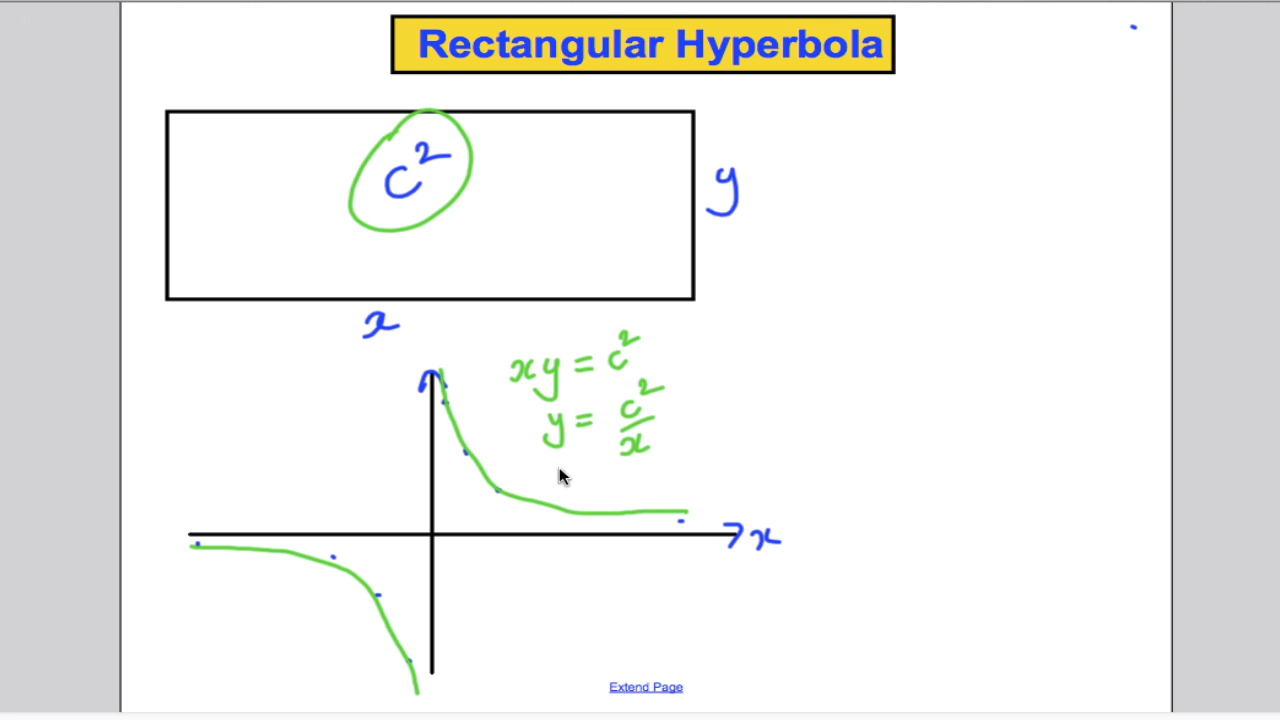 Rectangular Hyperbola
c²
y
x
xy = c²
y = c²/x
x
Extend Page